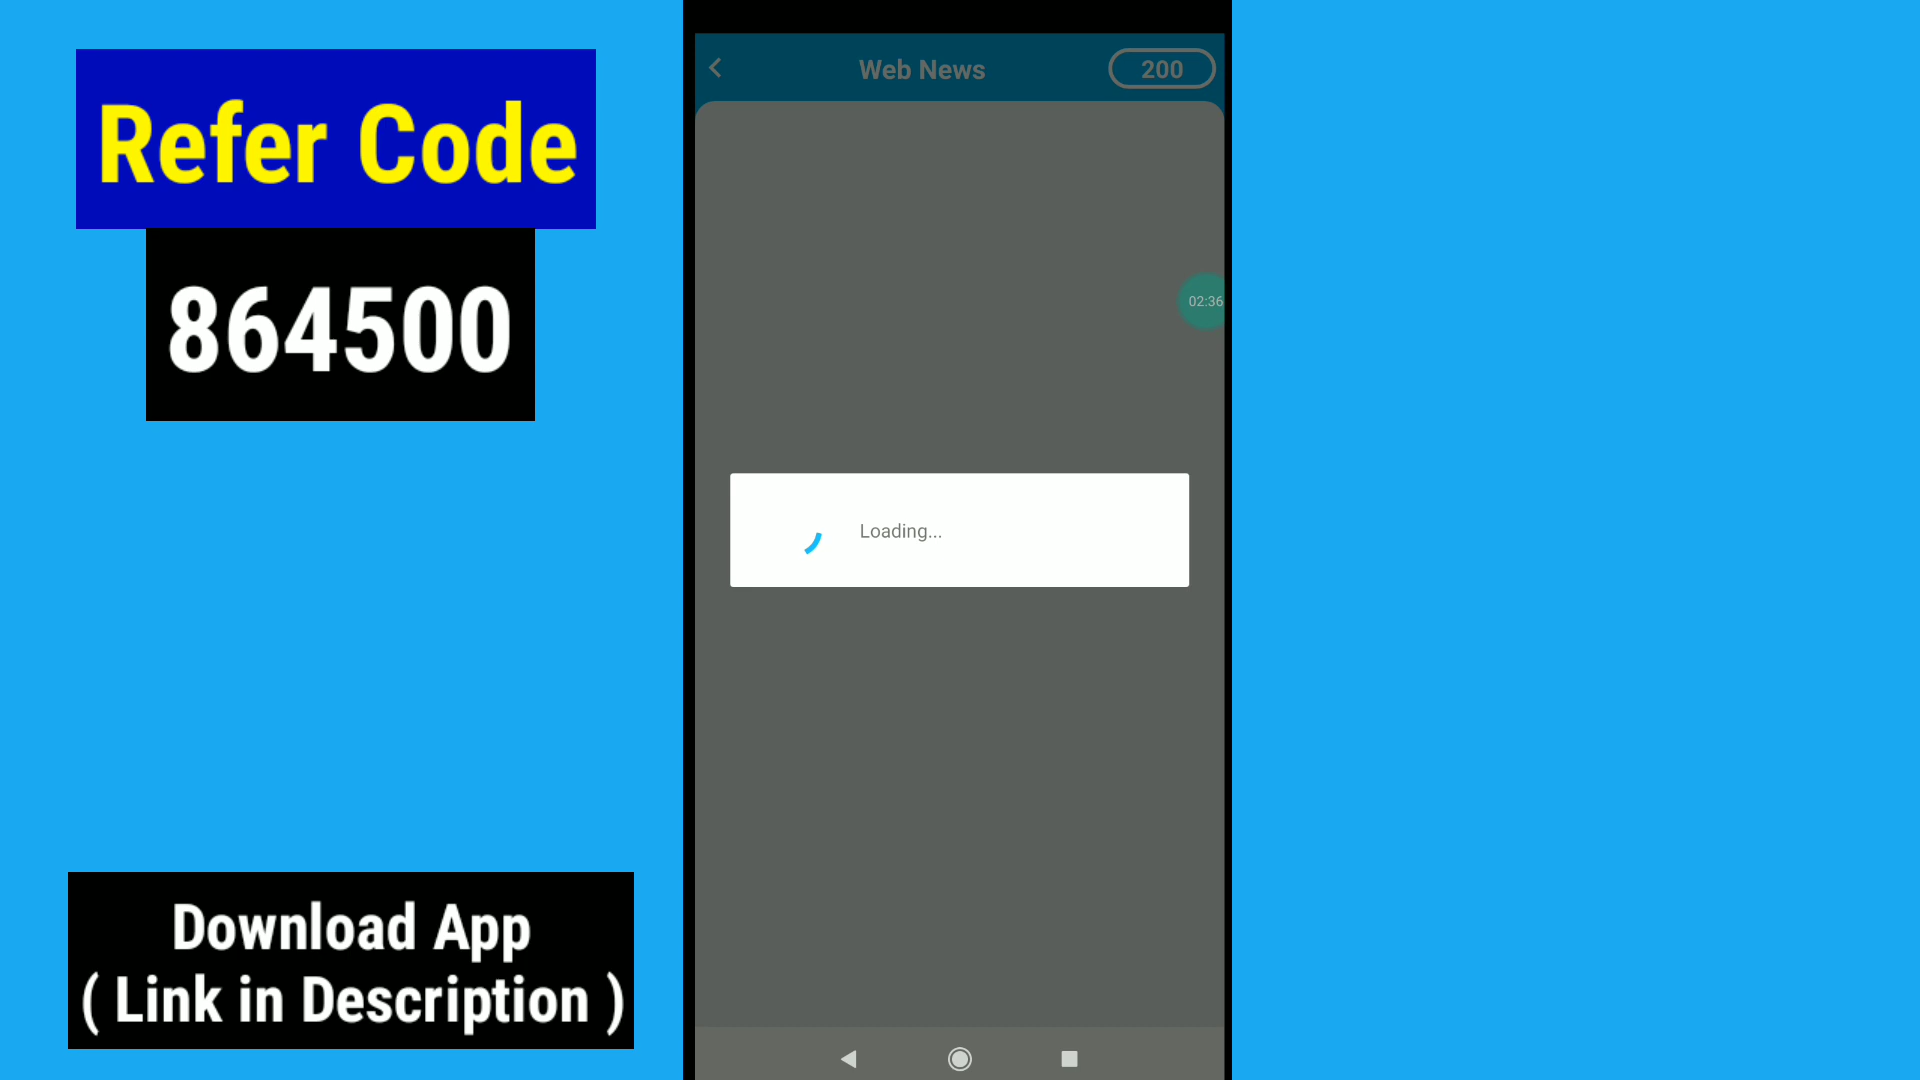 Refer Code
864500
Web News
200
02:36
Loading...
Download App
( Link in Description )